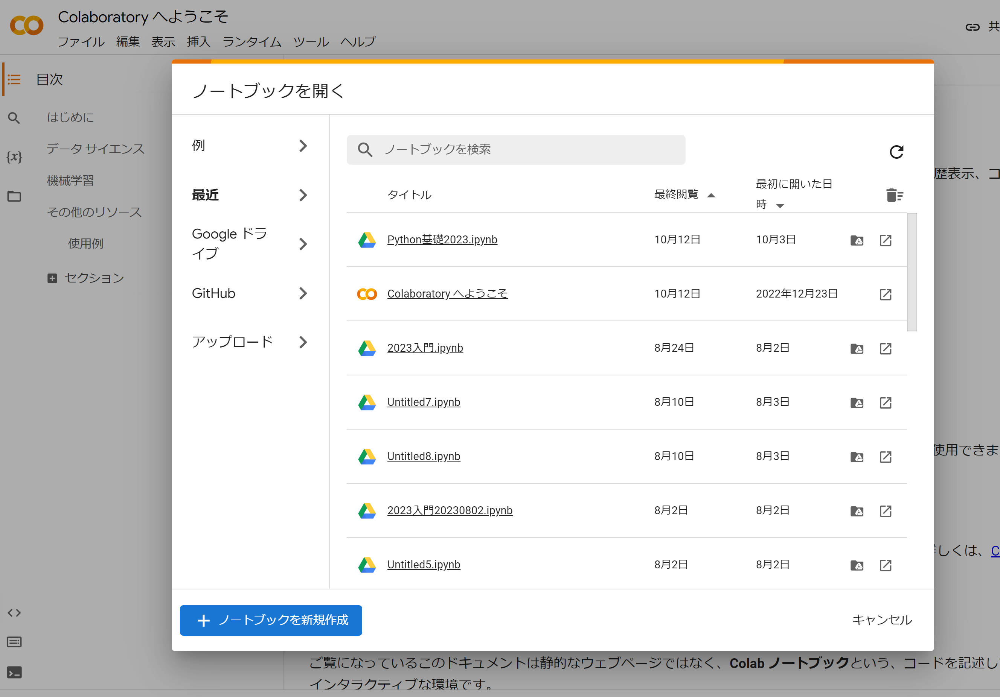 Colaboratory へようこそ
ファイル 編集 表示 挿入 ランタイム ツール ヘルプ
共
目次
はじめに
データ サイエンス
機械学習
その他のリソース
使用例
セクション
{x}
ノートブックを開く
例
最近
Google ドラ
イブ
GitHub
アップロード
ノートブックを検索
タイトル 最終閲覧 最初に開いた日
時
Python基礎2023.ipynb 10月12日 10月3日
Colaboratory へようこそ 10月12日 2022年12月23日
2023入門.ipynb 8月24日 8月2日
Untitled7.ipynb 8月10日 8月3日
Untitled8.ipynb 8月10日 8月3日
2023入門20230802.ipynb 8月2日 8月2日
Untitled5.ipynb 8月2日 8月2日
ノートブックを新規作成
キャンセル
歴表示、コ
使用できま
しくは、C
ご覧になっているこのドキュメントは静的なウェブページではなく、Colab ノートブックという、コードを記述し
インタラクティブな環境です。